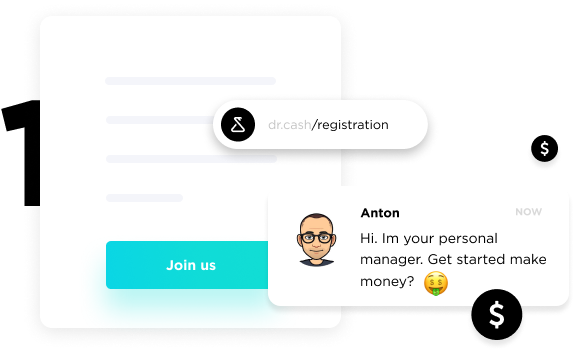 1
dr.cash/registration
$
Anton
NOW
Hi. Im your personal
manager. Get started make
money? 🤑
Join us
$